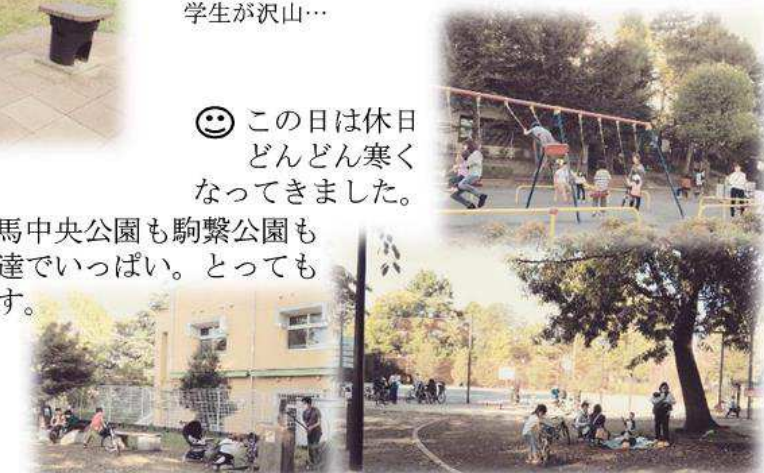 学生が沢山…
この日は休日
どんどん寒く
なってきました。
馬中央公園も駒繋公園も
達でいっぱい。とっても
す。